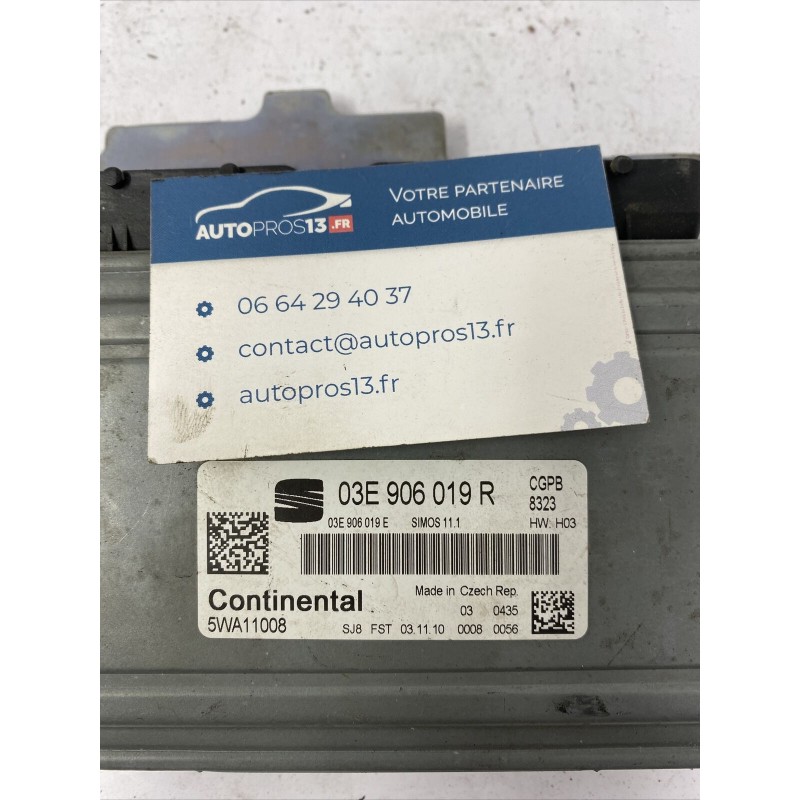 AUTOPROS13.FR
VOTRE PARTENAIRE
AUTOMOBILE
06 64 29 40 37
contact@autopros13.fr
autopros13.fr
03E 906 019 R
CGPB
8323
03E 906 019 E SIMOS 11.1 HW: H03
Made in Czech Rep.
Continental
03 0435
5WA11008
SJ8 FST 03.11.10 0008 0056